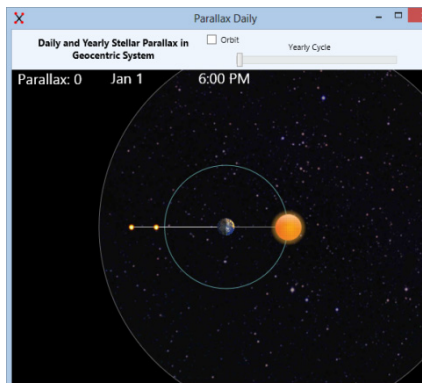 Parallax Daily
Daily and Yearly Stellar Parallax in
Geocentric System
Orbit
Yearly Cycle
Parallax: 0 Jan 1 6:00 PM